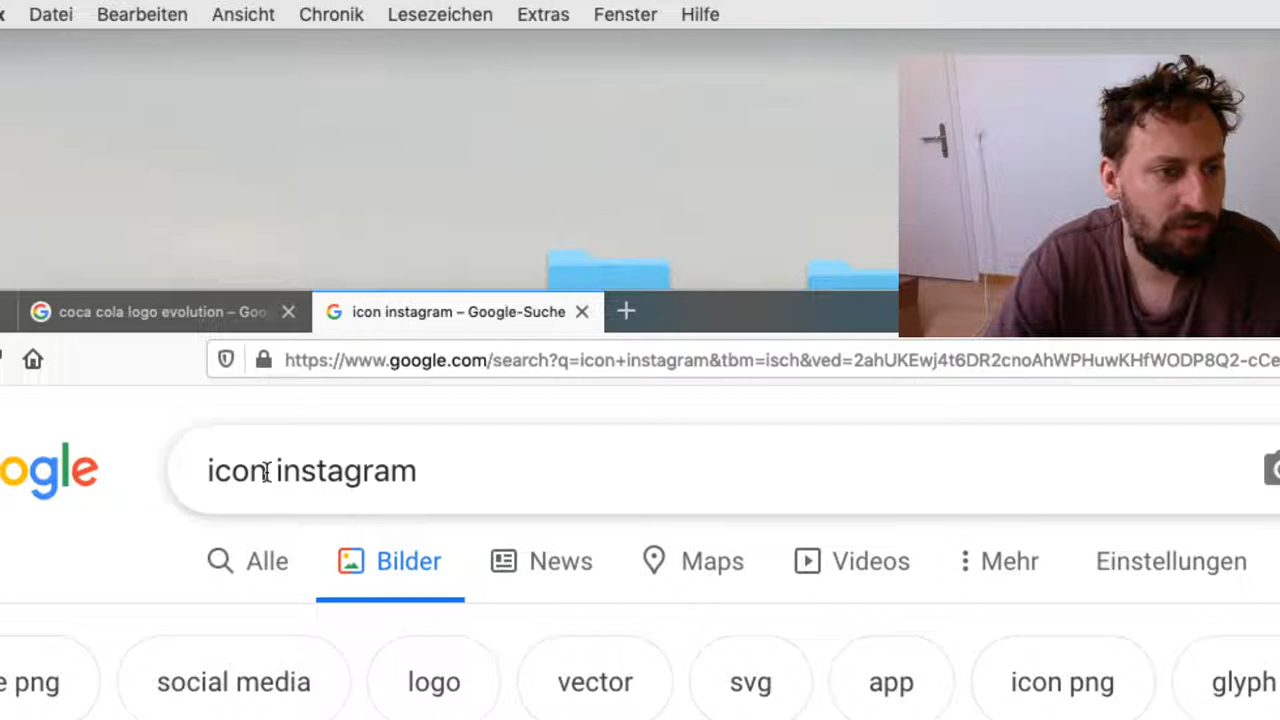 Datei Bearbeiten Ansicht Chronik Lesezeichen Extras Fenster Hilfe
coca cola logo evolution – Goo icon instagram – Google-Suche
https://www.google.com/search?q=icon+instagram&tbm=isch&ved=2ahUKEwj4t6DR2cnoAhWPHuwKHfWODP8Q2-cCe
ogle icon instagram
Alle Bilder News Maps Videos Mehr Einstellungen
e png social media logo vector svg app icon png glyph